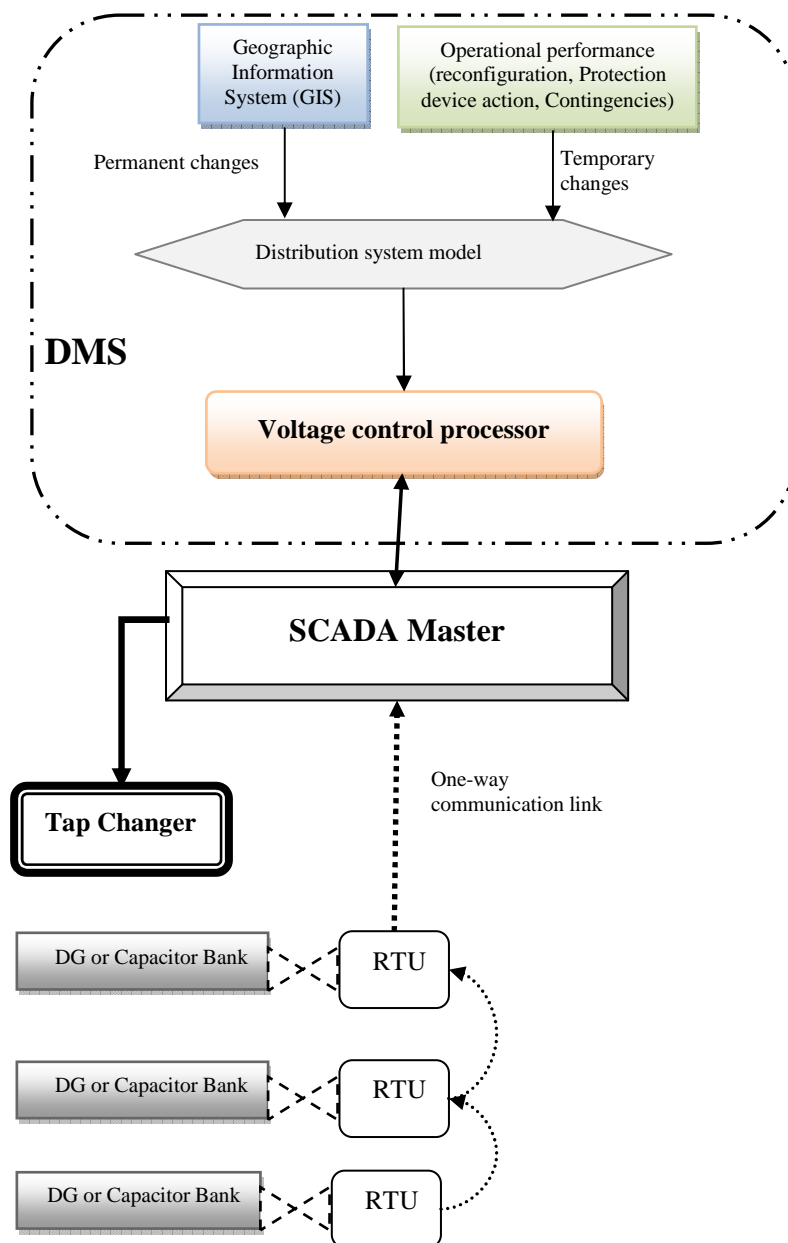 Geographic
Information
System (GIS)
Operational performance
(reconfiguration, Protection
device action, Contingencies)
Permanent changes
Temporary
changes
Distribution system model
DMS
Voltage control processor
SCADA Master
One-way
communication link
Tap Changer
DG or Capacitor Bank
RTU
DG or Capacitor Bank
RTU
DG or Capacitor Bank
RTU